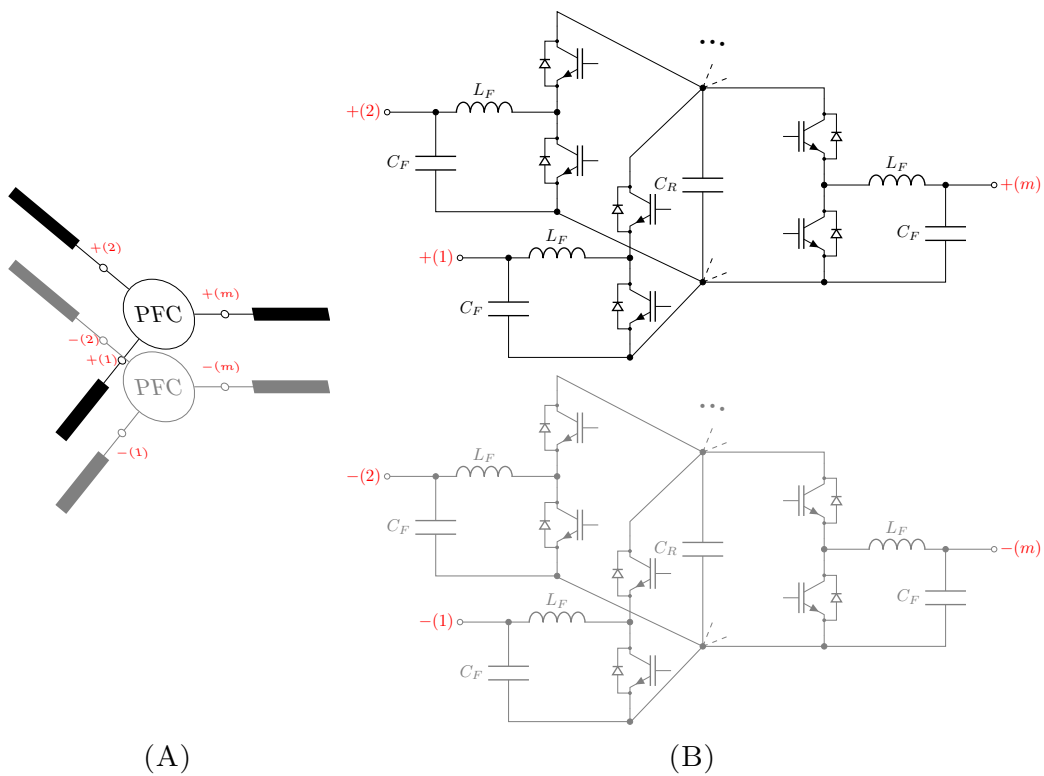 +(2)
+(m)
PFC
−(2)
+(1)
−(m)
PFC
−(1)
(A)
L_F
+(2)
C_F
L_F
C_R
+(m)
C_F
L_F
+(1)
C_F
L_F
−(2)
C_F
L_F
C_R
−(m)
C_F
L_F
−(1)
C_F
(B)